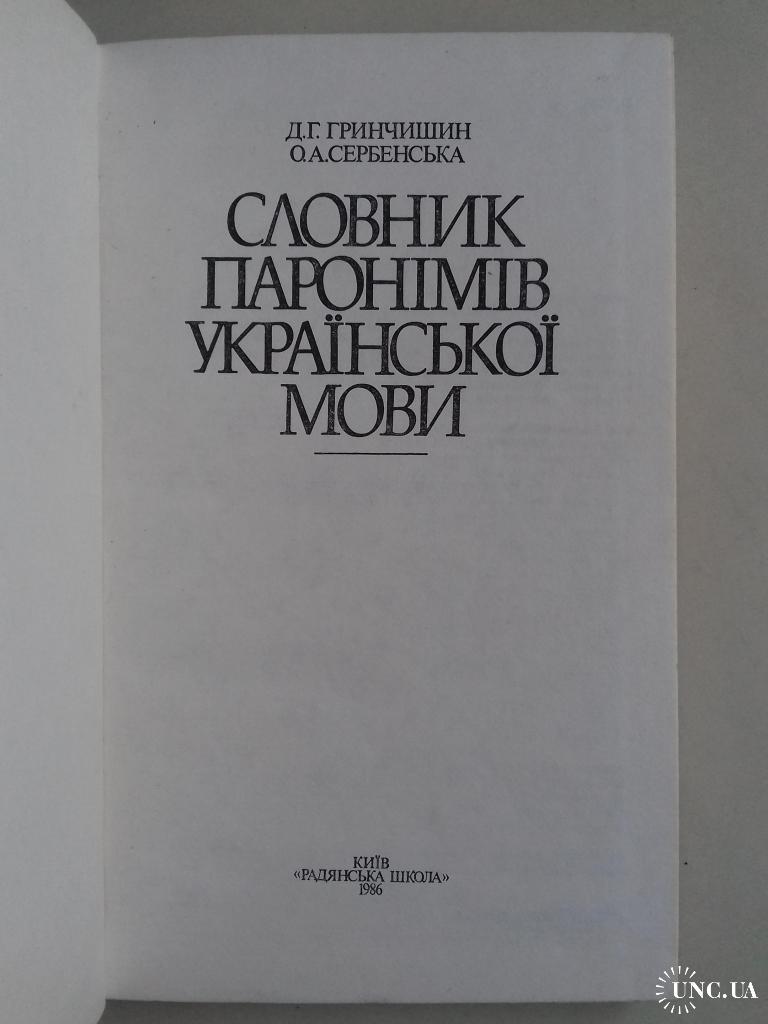 Д.Г. ГРИНЧИШИН
О.А.СЕРБЕНСЬКА
СЛОВНИК
ПАРОНІМІВ
УКРАЇНСЬКОЇ
МОВИ
КИЇВ
«РАДЯНСЬКА ШКОЛА»
1986
UNC.UA